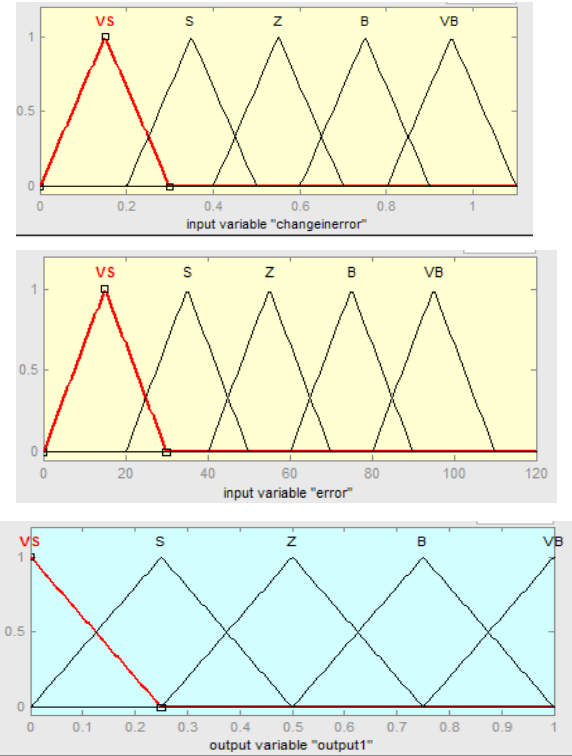 VS S Z B VB
1
0.5
0
0 0.2 0.4 0.6 0.8 1
input variable "changeinerror"
VS S Z B VB
1
0.5
0
0 20 40 60 80 100 120
input variable "error"
VS S Z B VB
1
0.5
0
0 0.1 0.2 0.3 0.4 0.5 0.6 0.7 0.8 0.9 1
output variable "output1"